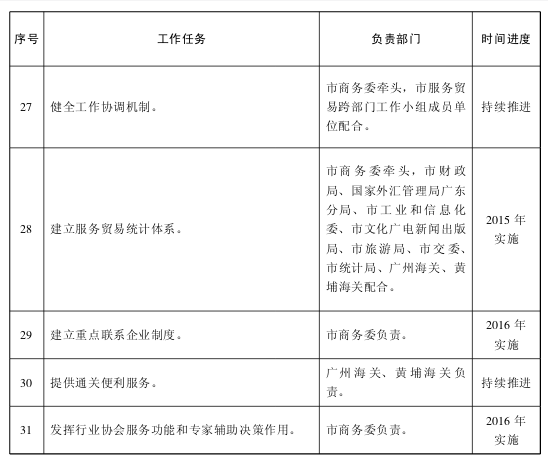 序号 工作任务 负责部门 时间进度
27 健全工作协调机制。 市商务委牵头，市服务贸易跨部门工作小组成员单位配合。 持续推进
28 建立服务贸易统计体系。 市商务委牵头，市财政局、国家外汇管理局广东分局、市工业和信息化委、市文化广电新闻出版局、市旅游局、市交委、市统计局、广州海关、黄埔海关配合。 2015 年实施
29 建立重点联系企业制度。 市商务委负责。 2016 年实施
30 提供通关便利服务。 广州海关、黄埔海关负责。 持续推进
31 发挥行业协会服务功能和专家辅助决策作用。 市商务委负责。 2016 年实施